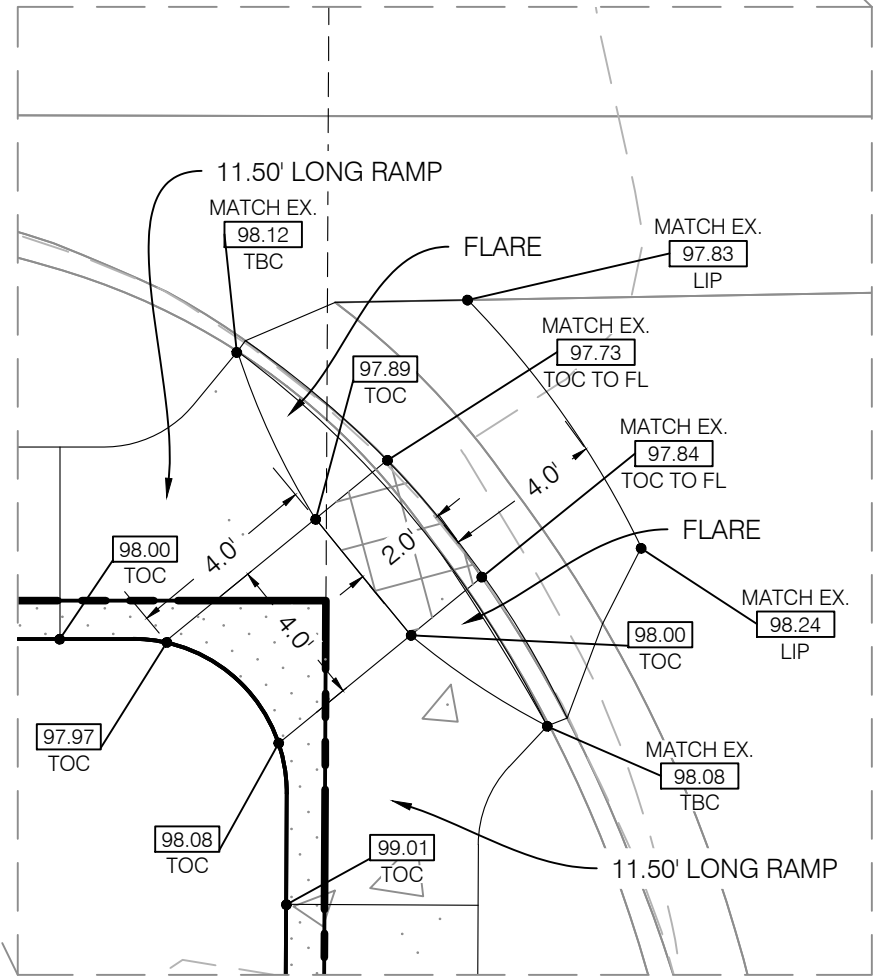 11.50' LONG RAMP
MATCH EX.
98.12
TBC
FLARE
MATCH EX.
97.83
LIP
MATCH EX.
97.73
TOC TO FL
97.89
TOC
MATCH EX.
97.84
TOC TO FL
4.0'
FLARE
2.0'
4.0'
98.00
TOC
4.0'
MATCH EX.
98.24
LIP
98.00
TOC
97.97
TOC
MATCH EX.
98.08
TBC
98.08
TOC
99.01
TOC
11.50' LONG RAMP